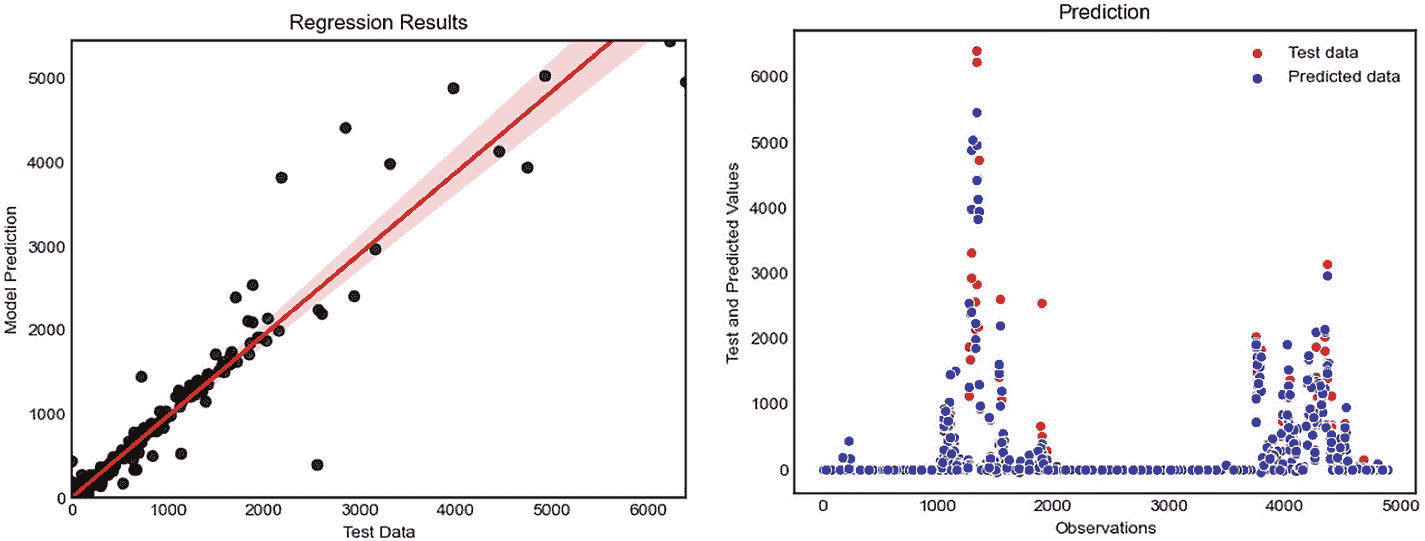 Regression Results
5000
4000
3000
2000
1000
0
Model Prediction
0 1000 2000 3000 4000 5000 6000
Test Data
Prediction
Test data
Predicted data
6000
5000
4000
3000
2000
1000
0
Test and Predicted Values
0 1000 2000 3000 4000 5000
Observations